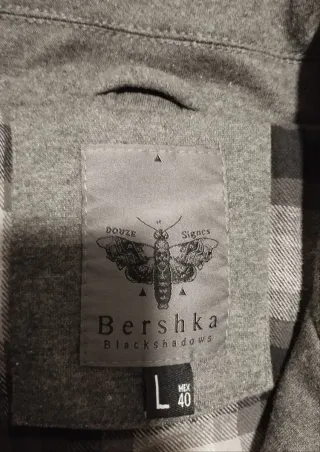 DOUZE Signes
Bershka
Blackshadows
L MEX 40